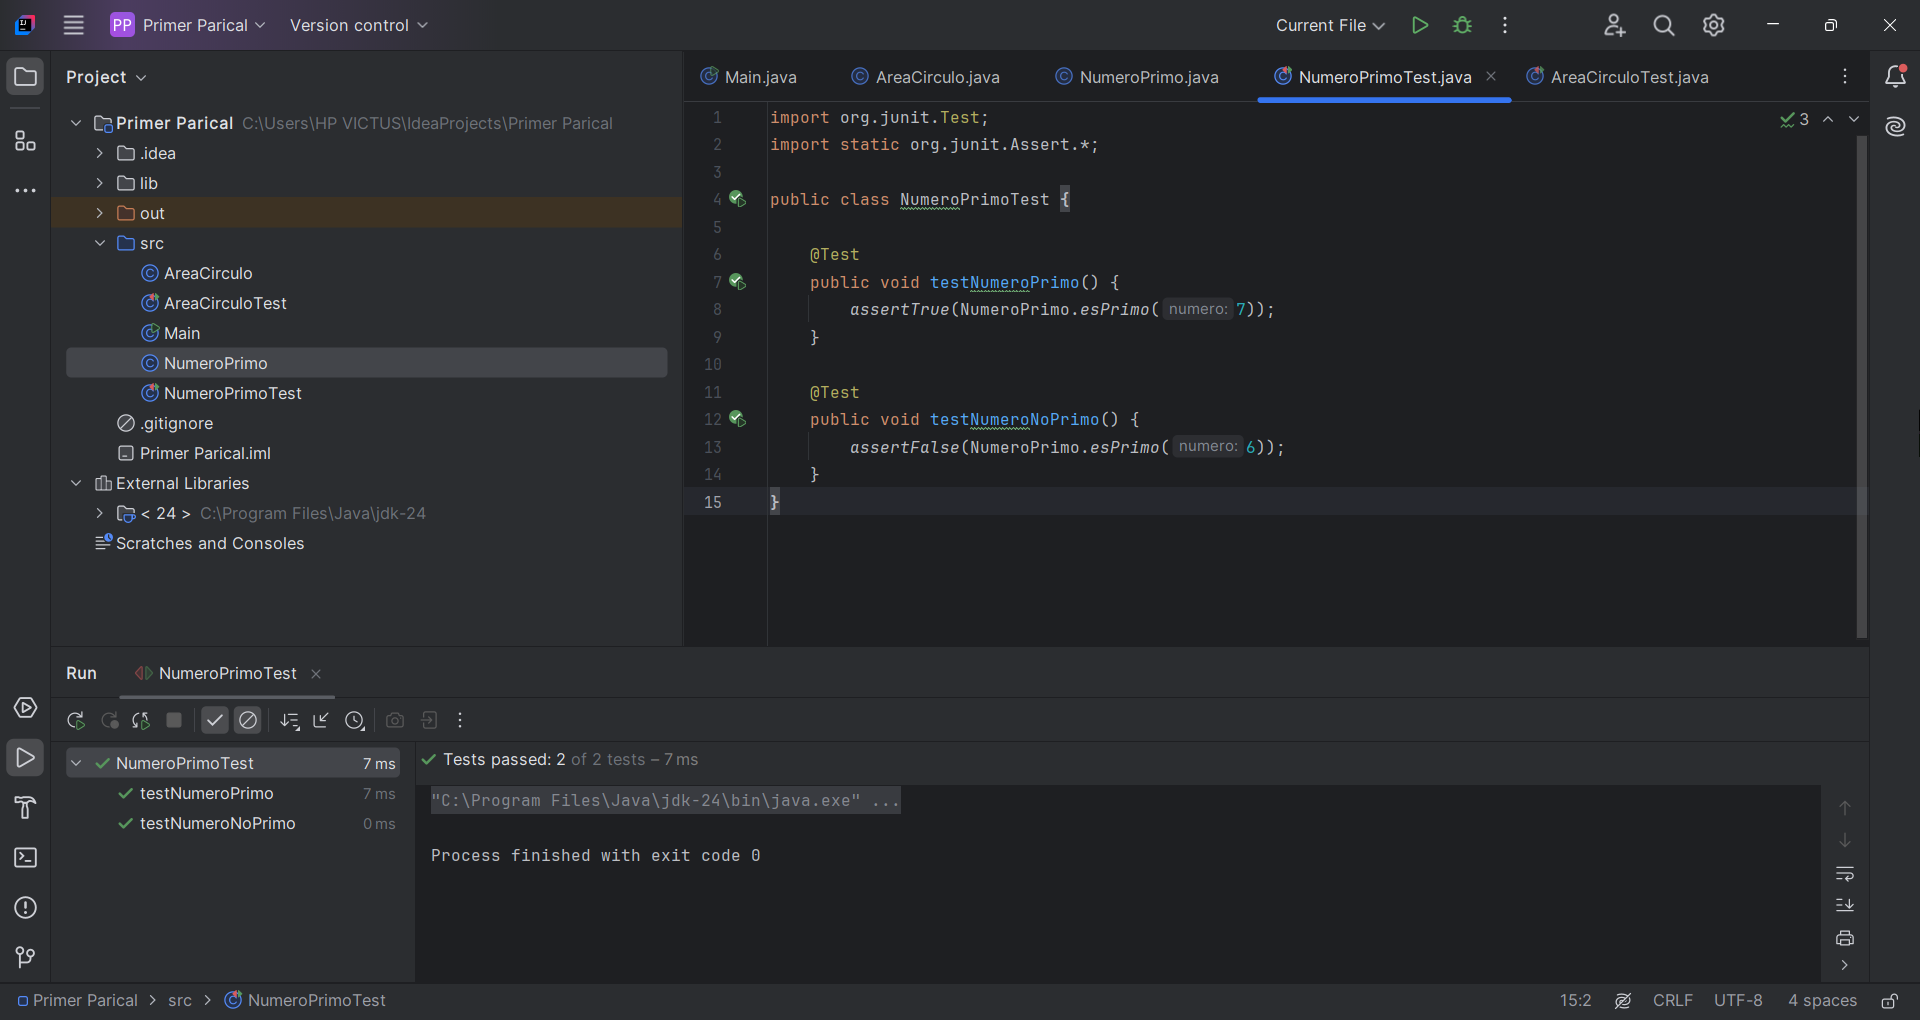 PP Primer Parical Version control Current File
Project
Main.java AreaCirculo.java NumeroPrimo.java NumeroPrimoTest.java AreaCirculoTest.java
Primer Parical C:\Users\HP VICTUS\IdeaProjects\Primer Parical
.idea
lib
out
src
AreaCirculo
AreaCirculoTest
Main
NumeroPrimo
NumeroPrimoTest
.gitignore
Primer Parical.iml
External Libraries
< 24 > C:\Program Files\Java\jdk-24
Scratches and Consoles
3
1 import org.junit.Test;
2 import static org.junit.Assert.*;
3
4 public class NumeroPrimoTest {
5
6 @Test
7 public void testNumeroPrimo() {
8 assertTrue(NumeroPrimo.esPrimo( numero: 7));
9 }
10
11 @Test
12 public void testNumeroNoPrimo() {
13 assertFalse(NumeroPrimo.esPrimo( numero: 6));
14 }
15 }
Run NumeroPrimoTest
NumeroPrimoTest 7 ms
testNumeroPrimo 7 ms
testNumeroNoPrimo 0 ms
Tests passed: 2 of 2 tests – 7 ms
"C:\Program Files\Java\jdk-24\bin\java.exe" ...
Process finished with exit code 0
Primer Parical > src > NumeroPrimoTest 15:2 CRLF UTF-8 4 spaces